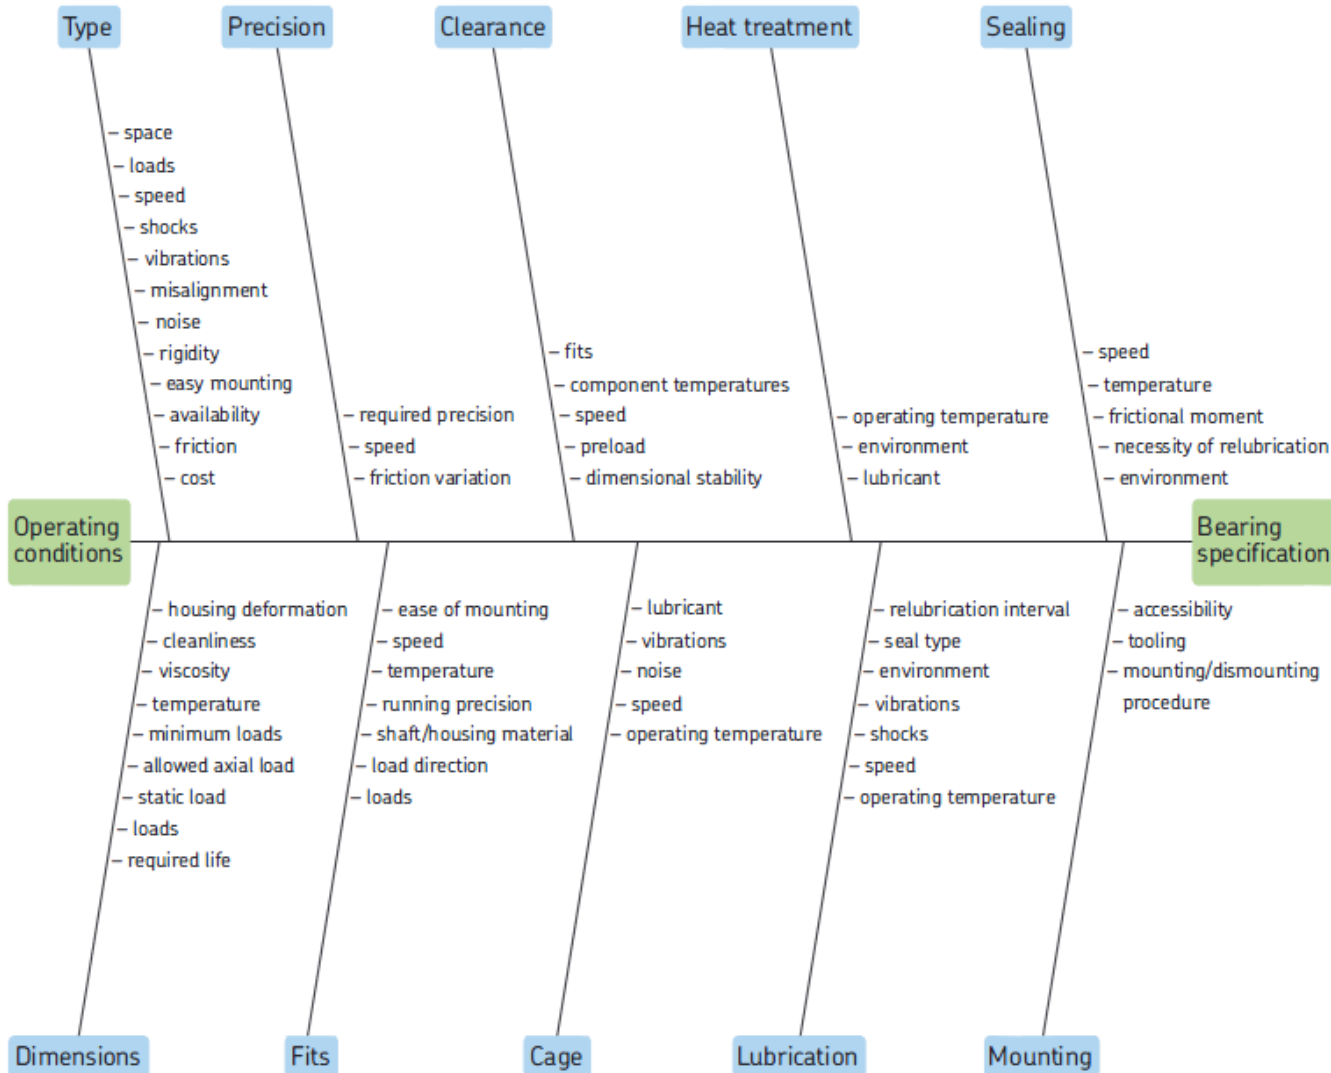 Type
Precision
Clearance
Heat treatment
Sealing
– space
– loads
– speed
– shocks
– vibrations
– misalignment
– noise
– rigidity
– easy mounting
– availability
– friction
– cost
– required precision
– speed
– friction variation
– fits
– component temperatures
– speed
– preload
– dimensional stability
– operating temperature
– environment
– lubricant
– speed
– temperature
– frictional moment
– necessity of relubrication
– environment
Operating
conditions
Bearing
specification
– housing deformation
– cleanliness
– viscosity
– temperature
– minimum loads
– allowed axial load
– static load
– loads
– required life
– ease of mounting
– speed
– temperature
– running precision
– shaft/housing material
– load direction
– loads
– lubricant
– vibrations
– noise
– speed
– operating temperature
– relubrication interval
– seal type
– environment
– vibrations
– shocks
– speed
– operating temperature
– accessibility
– tooling
– mounting/dismounting
procedure
Dimensions
Fits
Cage
Lubrication
Mounting